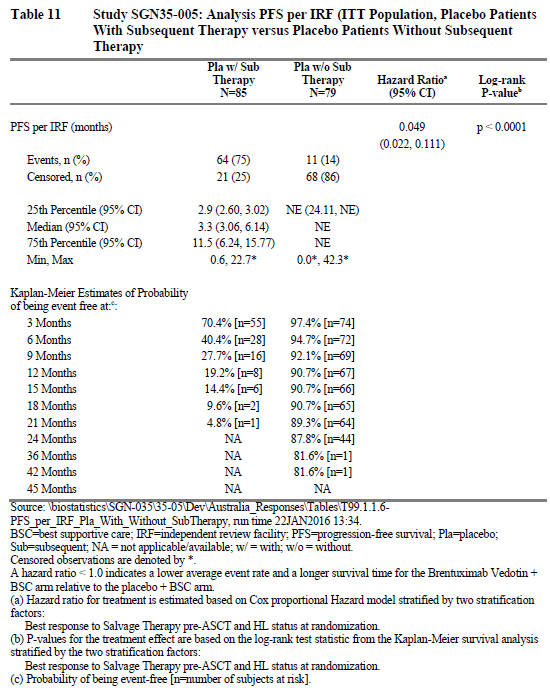 Table 11 Study SGN35-005: Analysis PFS per IRF (ITT Population, Placebo Patients
With Subsequent Therapy versus Placebo Patients Without Subsequent
Therapy
Pla w/ Sub Pla w/o Sub
Therapy Therapy Hazard Ratioᵃ Log-rank
N=85 N=79 (95% CI) P-valueᵇ
PFS per IRF (months) 0.049 p < 0.0001
(0.022, 0.111)
Events, n (%) 64 (75) 11 (14)
Censored, n (%) 21 (25) 68 (86)
25th Percentile (95% CI) 2.9 (2.60, 3.02) NE (24.11, NE)
Median (95% CI) 3.3 (3.06, 6.14) NE
75th Percentile (95% CI) 11.5 (6.24, 15.77) NE
Min, Max 0.6, 22.7* 0.0*, 42.3*
Kaplan-Meier Estimates of Probability
of being event free at:ᶜ:
3 Months 70.4% [n=55] 97.4% [n=74]
6 Months 40.4% [n=28] 94.7% [n=72]
9 Months 27.7% [n=16] 92.1% [n=69]
12 Months 19.2% [n=8] 90.7% [n=67]
15 Months 14.4% [n=6] 90.7% [n=66]
18 Months 9.6% [n=2] 90.7% [n=65]
21 Months 4.8% [n=1] 89.3% [n=64]
24 Months NA 87.8% [n=44]
36 Months NA 81.6% [n=1]
42 Months NA 81.6% [n=1]
45 Months NA NA
Source: \biostatistics\SGN-035\35-05\Dev\Australia_Responses\Tables\T99.1.1.6-
PFS_per_IRF_Pla_With_Without_SubTherapy, run time 22JAN2016 13:34.
BSC=best supportive care; IRF=independent review facility; PFS=progression-free survival; Pla=placebo;
Sub=subsequent; NA = not applicable/available; w/ = with; w/o = without.
Censored observations are denoted by *.
A hazard ratio < 1.0 indicates a lower average event rate and a longer survival time for the Brentuximab Vedotin +
BSC arm relative to the placebo + BSC arm.
(a) Hazard ratio for treatment is estimated based on Cox proportional Hazard model stratified by two stratification
factors:
Best response to Salvage Therapy pre-ASCT and HL status at randomization.
(b) P-values for the treatment effect are based on the log-rank test statistic from the Kaplan-Meier survival analysis
stratified by the two stratification factors:
Best response to Salvage Therapy pre-ASCT and HL status at randomization.
(c) Probability of being event-free [n=number of subjects at risk].